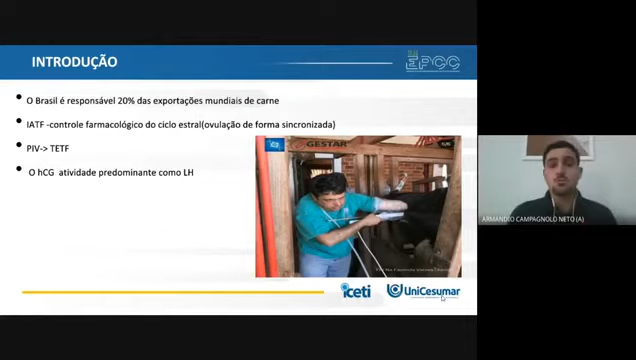 INTRODUÇÃO
EPCC
O Brasil é responsável 20% das exportações mundiais de carne
IATF -controle farmacológico do ciclo estral(ovulação de forma sincronizada)
PIV-> TETF
O hCG atividade predominante como LH
GESTAR
ARMANDIO CAMPAGNOLO NETO (A)
iceti
UniCesumar